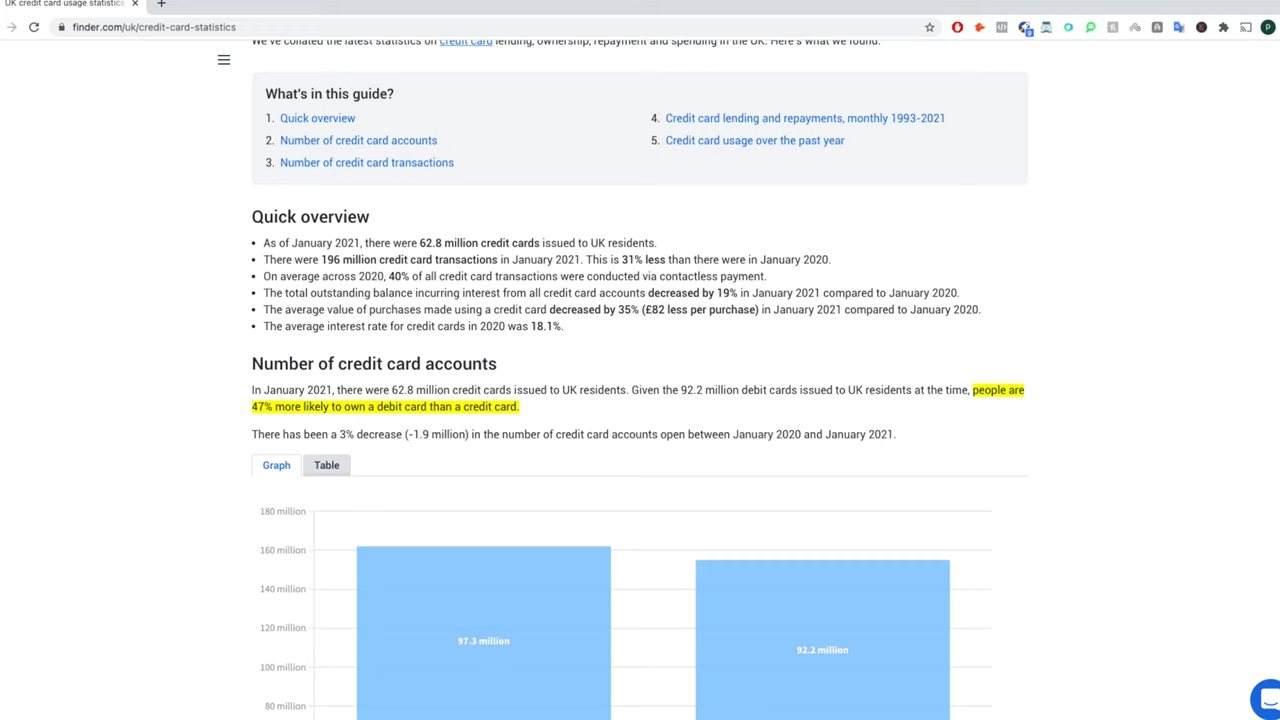 UK credit card usage statistics
finder.com/uk/credit-card-statistics
We've collated the latest statistics on credit card lending, ownership, repayment and spending in the UK. Here's what we found.
What's in this guide?
1. Quick overview
2. Number of credit card accounts
3. Number of credit card transactions
4. Credit card lending and repayments, monthly 1993-2021
5. Credit card usage over the past year
Quick overview
• As of January 2021, there were 62.8 million credit cards issued to UK residents.
• There were 196 million credit card transactions in January 2021. This is 31% less than there were in January 2020.
• On average across 2020, 40% of all credit card transactions were conducted via contactless payment.
• The total outstanding balance incurring interest from all credit card accounts decreased by 19% in January 2021 compared to January 2020.
• The average value of purchases made using a credit card decreased by 35% (£82 less per purchase) in January 2021 compared to January 2020.
• The average interest rate for credit cards in 2020 was 18.1%.
Number of credit card accounts
In January 2021, there were 62.8 million credit cards issued to UK residents. Given the 92.2 million debit cards issued to UK residents at the time, people are
47% more likely to own a debit card than a credit card.
There has been a 3% decrease (-1.9 million) in the number of credit card accounts open between January 2020 and January 2021.
Graph Table
180 million
160 million
140 million
120 million
100 million
80 million
97.3 million
92.2 million